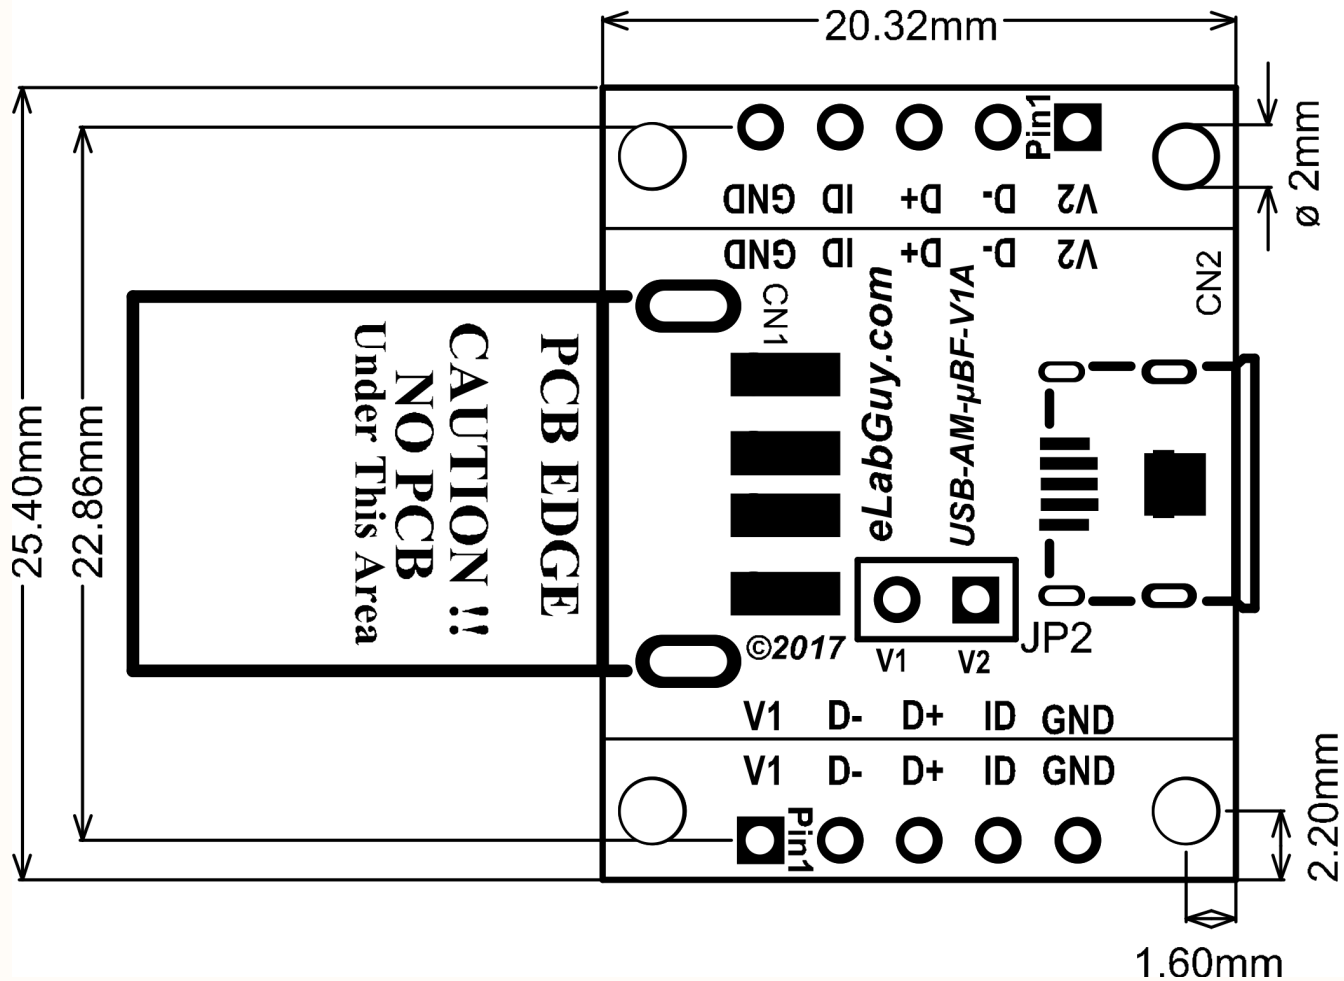 20.32mm
Pin1
ø 2mm
GND ID D+ D- V2
GND ID D+ D- V2
CN2
CN1
eLabGuy.com
USB-AM-µBF-V1A
PCB EDGE
CAUTION !!
NO PCB
Under This Area
25.40mm
22.86mm
©2017
V1 V2
JP2
V1 D- D+ ID GND
V1 D- D+ ID GND
Pin1
2.20mm
1.60mm